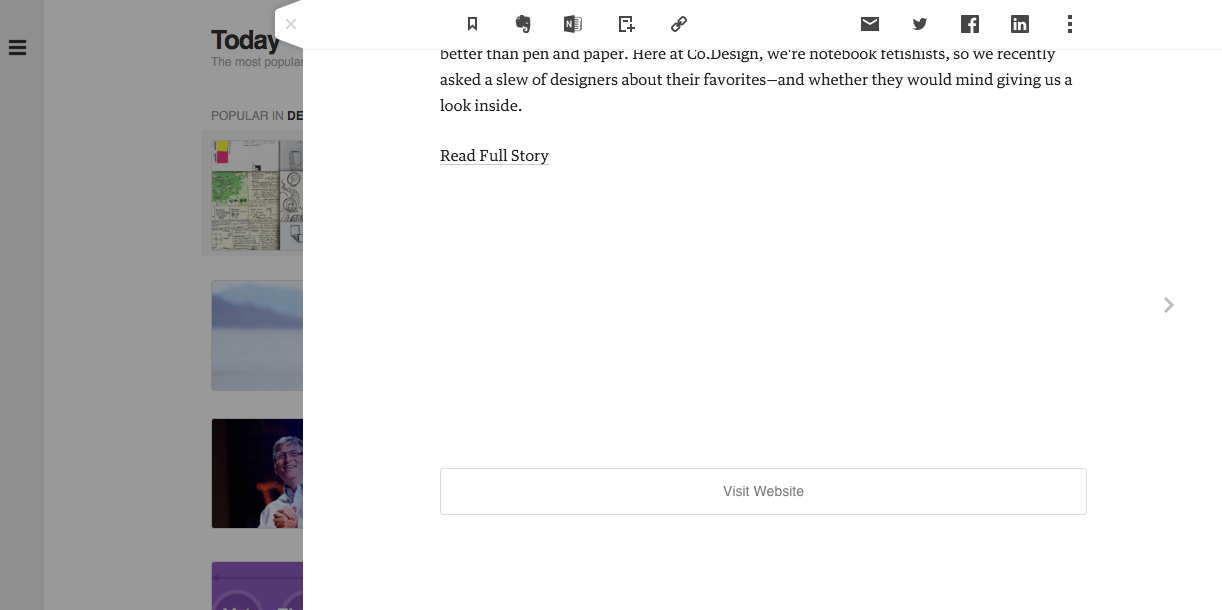 Today
The most popular
POPULAR IN DE
better than pen and paper. Here at Co.Design, we're notebook fetishists, so we recently
asked a slew of designers about their favorites—and whether they would mind giving us a
look inside.
Read Full Story
Visit Website